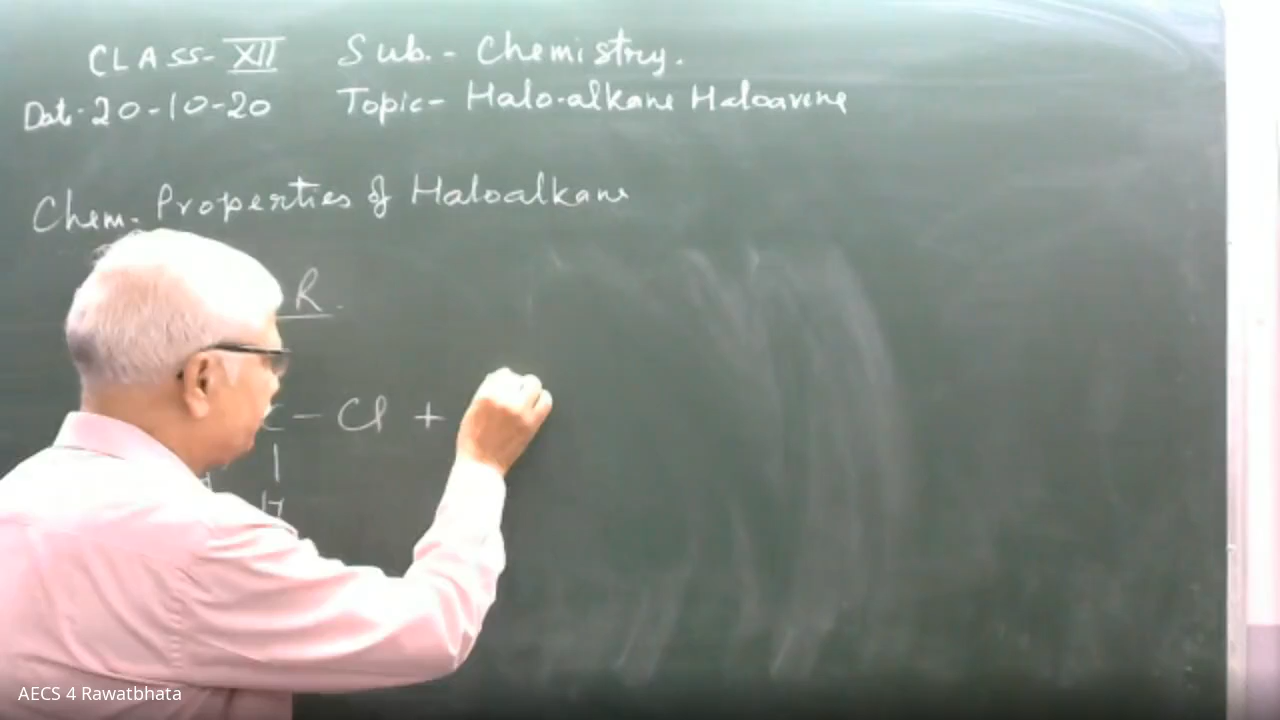 CLASS- XII Sub.- Chemistry.
Date-20-10-20 Topic- Halo-alkane Haloarene
Chem. Properties of Haloalkane
R.
C - Cl +
|
H
AECS 4 Rawatbhata